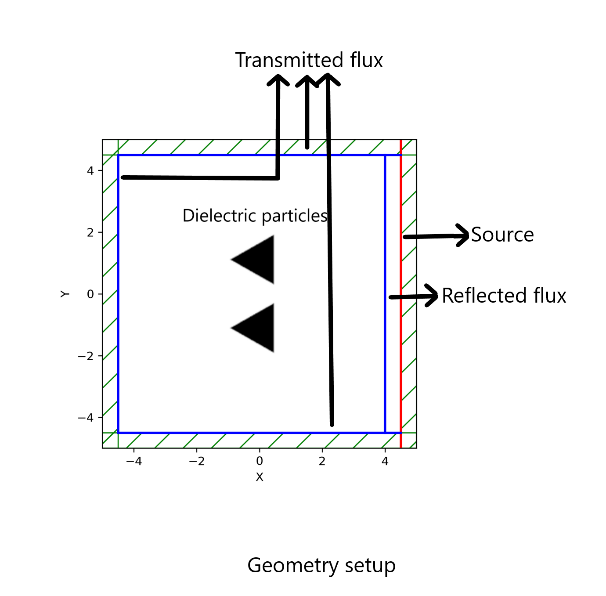 Transmitted flux
4
Dielectric particles
2
Source
Y
0
Reflected flux
−2
−4
−4
−2
0
2
4
X
Geometry setup